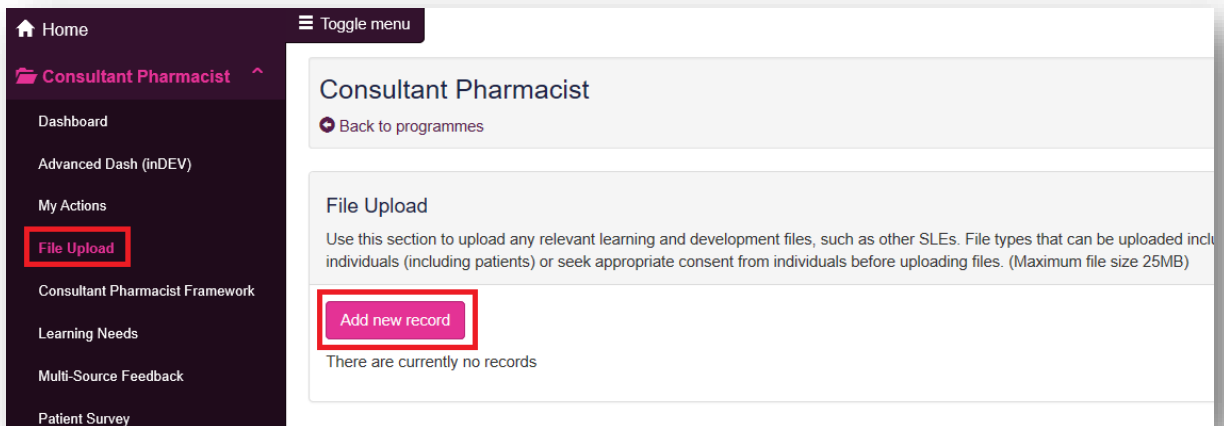 Home
Consultant Pharmacist
Dashboard
Advanced Dash (inDEV)
My Actions
File Upload
Consultant Pharmacist Framework
Learning Needs
Multi-Source Feedback
Patient Survey
Toggle menu
Consultant Pharmacist
Back to programmes
File Upload
Use this section to upload any relevant learning and development files, such as other SLEs. File types that can be uploaded
individuals (including patients) or seek appropriate consent from individuals before uploading files. (Maximum file size 25MB)
Add new record
There are currently no records